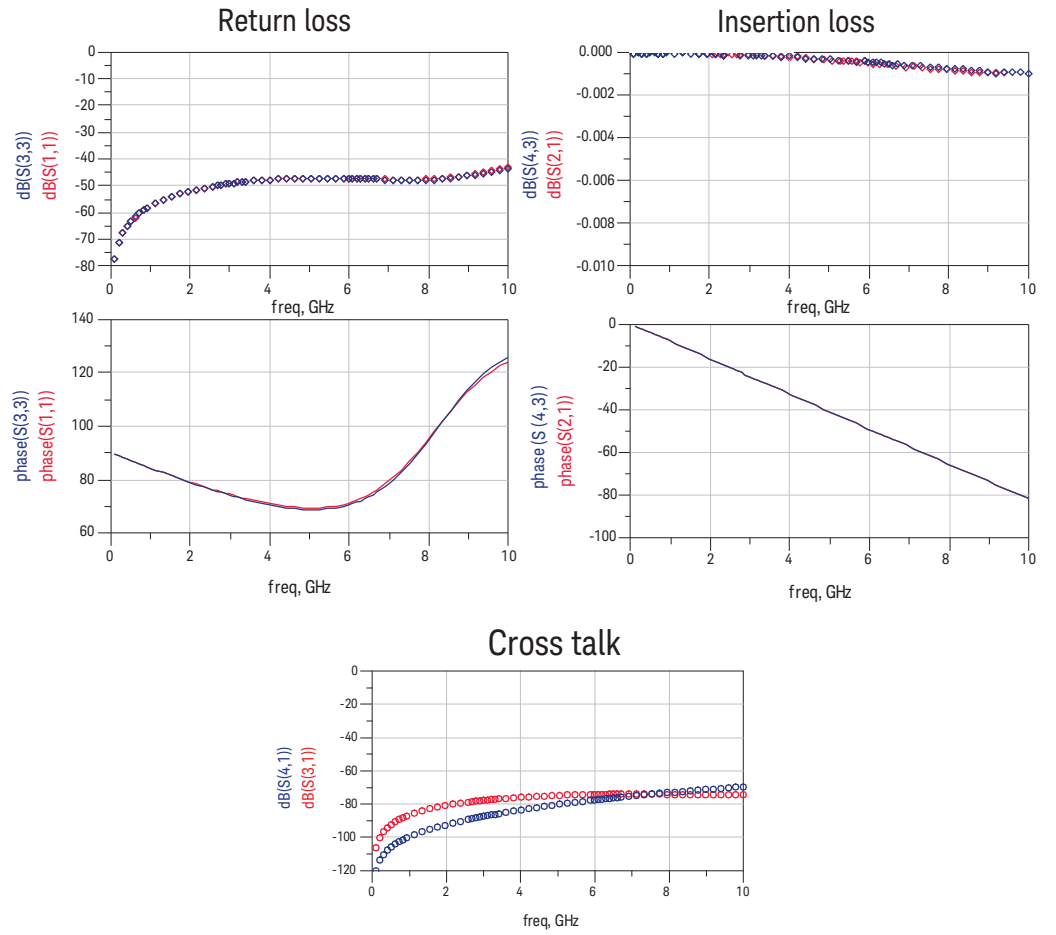 Return loss
0
-10
-20
-30
-40
-50
-60
-70
-80
dB(S(3,3))
dB(S(1,1))
0 2 4 6 8 10
freq, GHz
140
120
100
80
60
phase(S(3,3))
phase(S(1,1))
0 2 4 6 8 10
freq, GHz
Insertion loss
0.000
-0.002
-0.004
-0.006
-0.008
-0.010
dB(S(4,3))
dB(S(2,1))
0 2 4 6 8 10
freq, GHz
0
-20
-40
-60
-80
-100
phase (S (4,3))
phase(S(2,1))
0 2 4 6 8 10
freq, GHz
Cross talk
0
-20
-40
-60
-80
-100
-120
dB(S(4,1))
dB(S(3,1))
0 2 4 6 8 10
freq, GHz